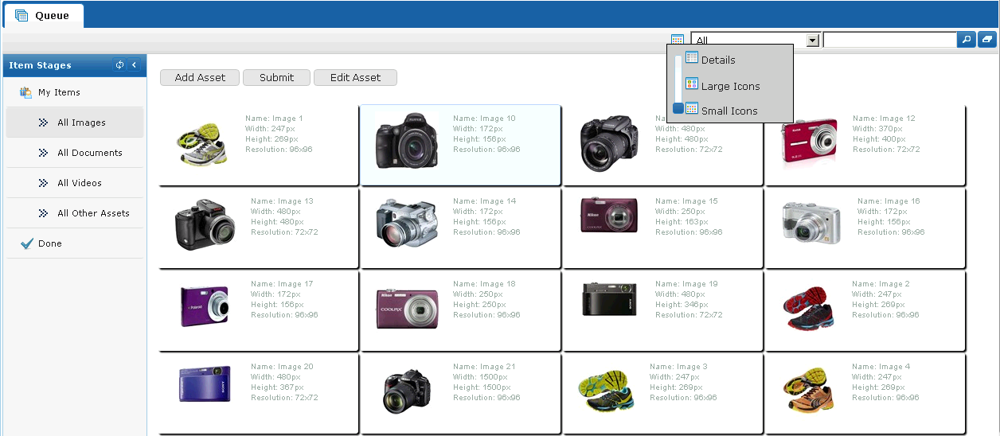 Queue
All
Item Stages
Details
Large Icons
Small Icons
My Items
All Images
All Documents
All Videos
All Other Assets
Done
Add Asset
Submit
Edit Asset
Name: Image 1
Width: 247px
Height: 269px
Resolution: 96x96
Name: Image 10
Width: 172px
Height: 156px
Resolution: 96x96
Width: 480px
Height: 480px
Resolution: 72x72
Name: Image 12
Width: 370px
Height: 400px
Resolution: 72x72
Name: Image 13
Width: 480px
Height: 480px
Resolution: 72x72
Name: Image 14
Width: 172px
Height: 156px
Resolution: 96x96
Nikon
COOLPIX
Name: Image 15
Width: 250px
Height: 163px
Resolution: 96x96
Name: Image 16
Width: 172px
Height: 156px
Resolution: 96x96
Polaroid
Name: Image 17
Width: 172px
Height: 156px
Resolution: 96x96
Nikon
COOLPIX
Name: Image 18
Width: 250px
Height: 250px
Resolution: 96x96
SONY
Name: Image 19
Width: 480px
Height: 346px
Resolution: 72x72
Name: Image 2
Width: 247px
Height: 269px
Resolution: 96x96
SONY
Name: Image 20
Width: 480px
Height: 367px
Resolution: 72x72
Name: Image 21
Width: 1500px
Height: 1500px
Resolution: 96x96
Name: Image 3
Width: 247px
Height: 269px
Resolution: 96x96
Name: Image 4
Width: 247px
Height: 269px
Resolution: 96x96